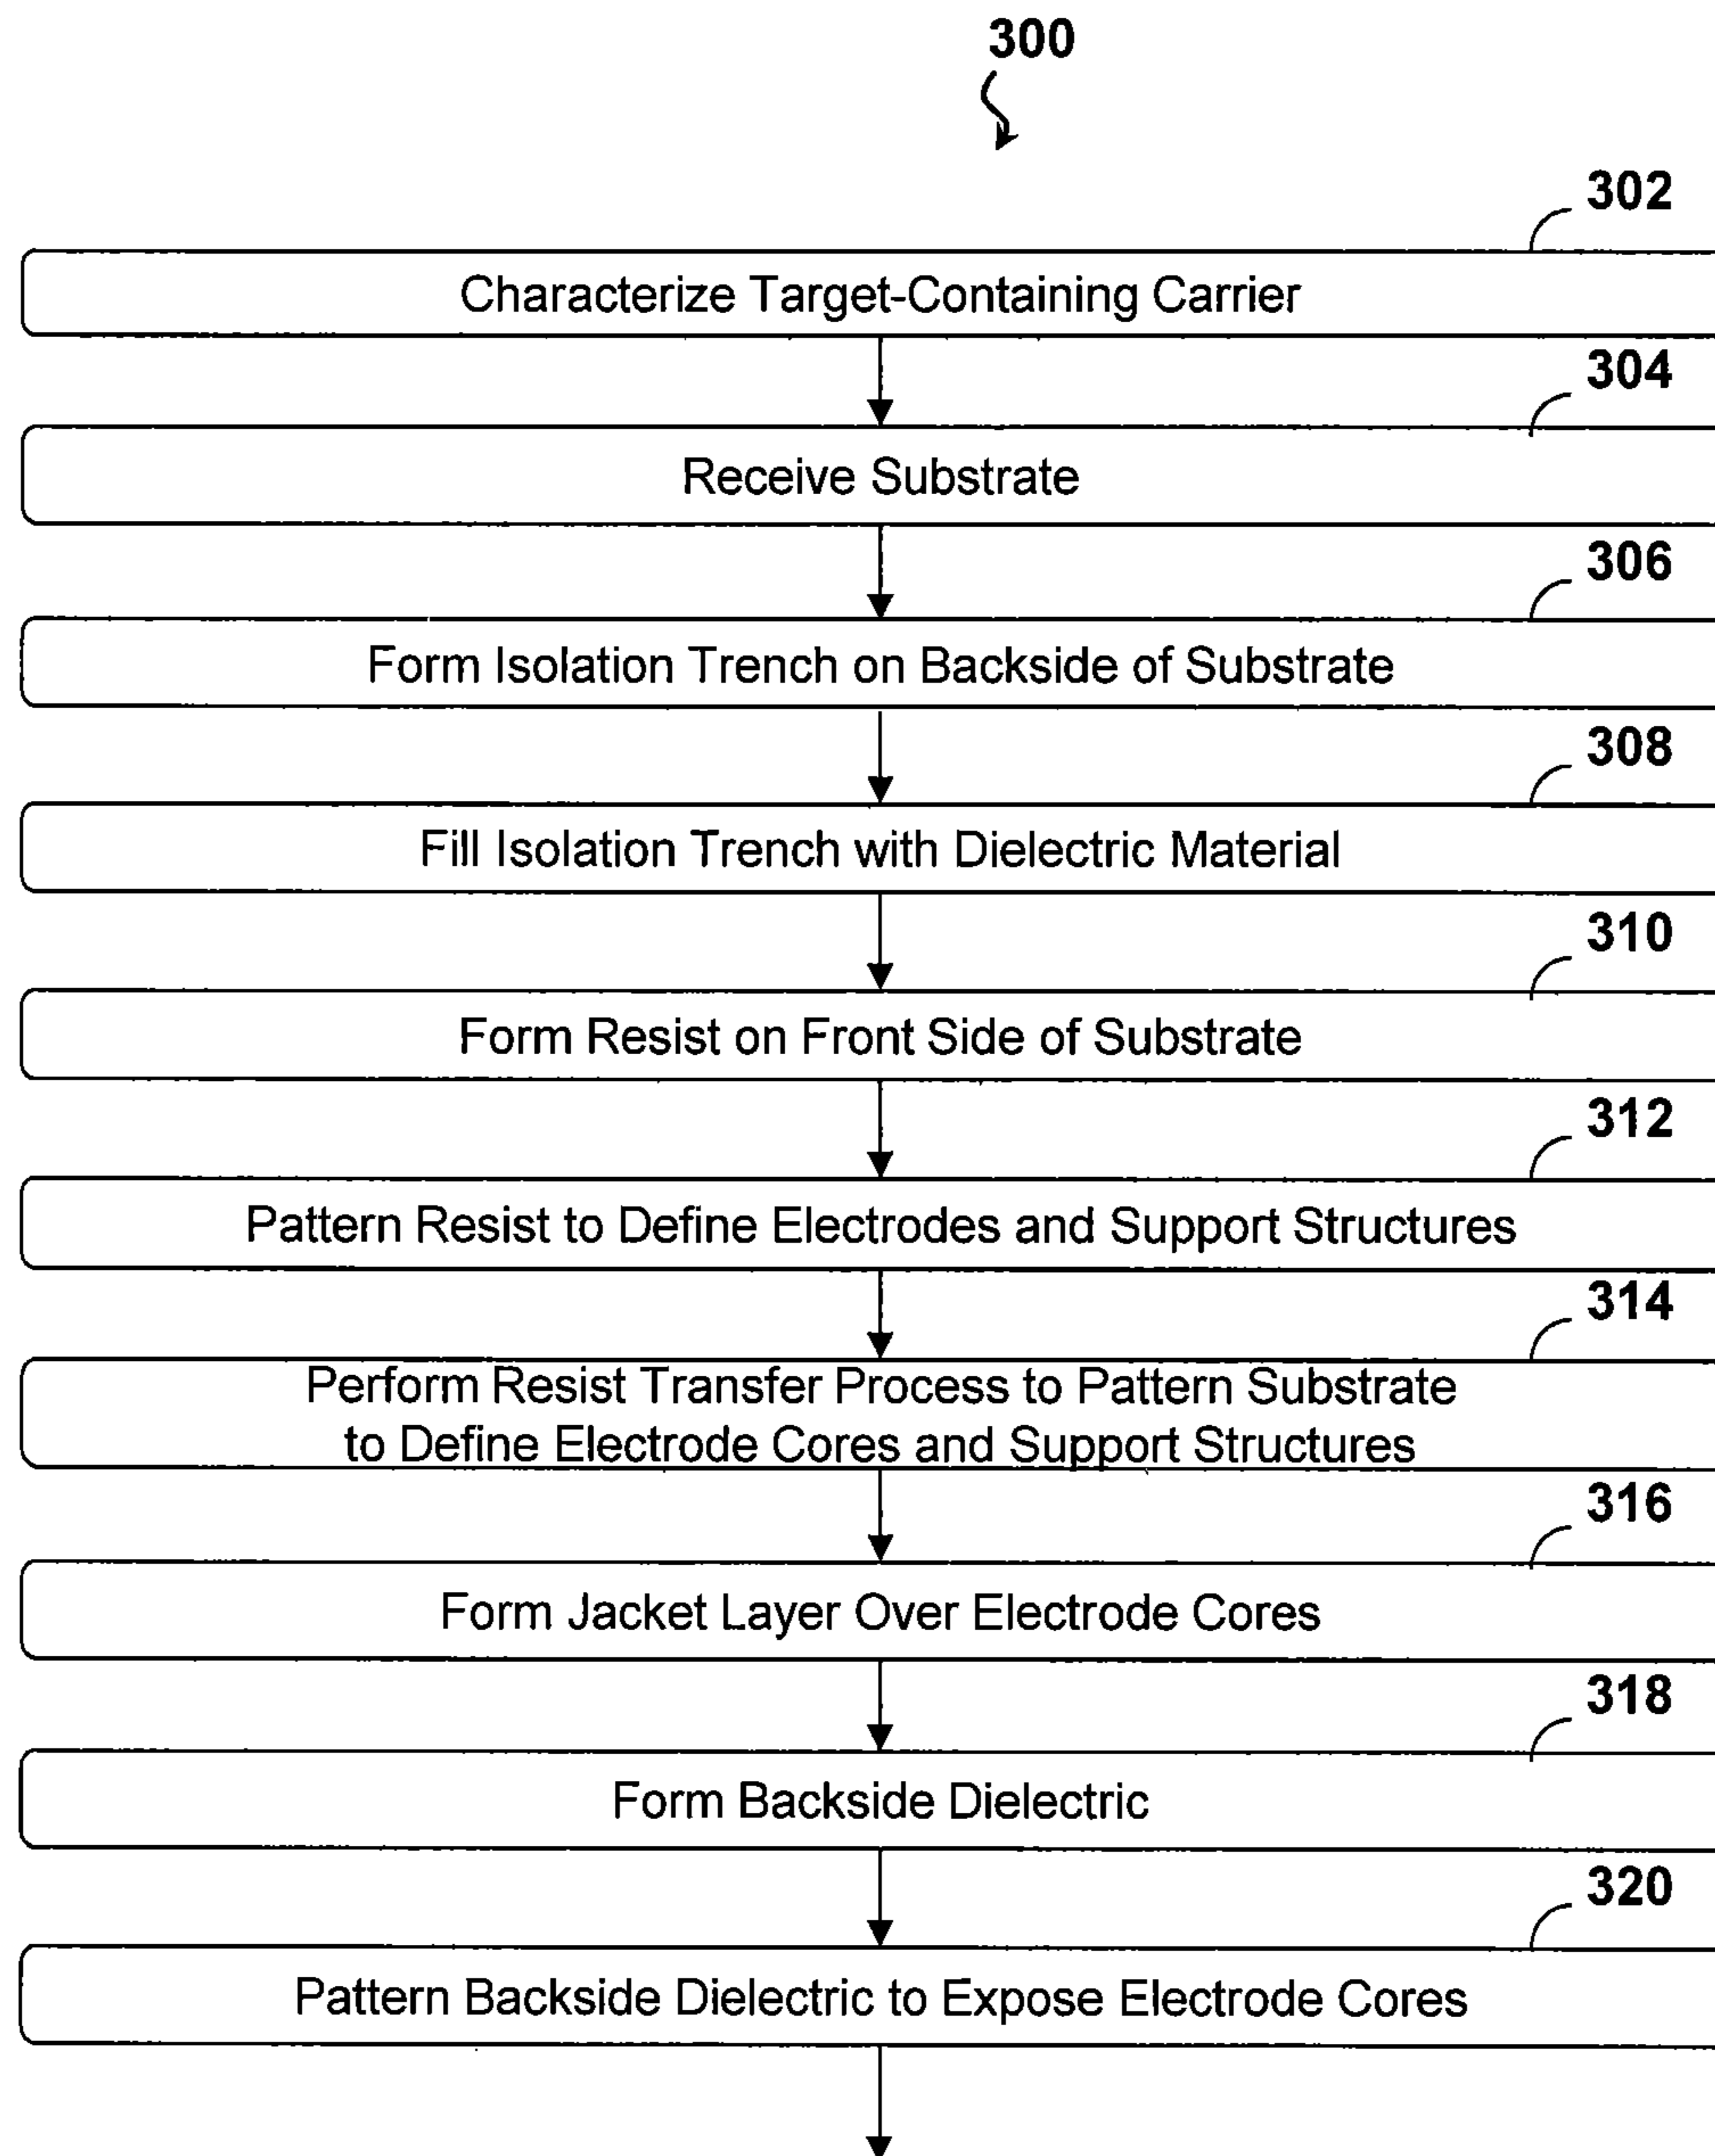 300
302
Characterize Target-Containing Carrier
304
Receive Substrate
306
Form Isolation Trench on Backside of Substrate
308
Fill Isolation Trench with Dielectric Material
310
Form Resist on Front Side of Substrate
312
Pattern Resist to Define Electrodes and Support Structures
314
Perform Resist Transfer Process to Pattern Substrate
to Define Electrode Cores and Support Structures
316
Form Jacket Layer Over Electrode Cores
318
Form Backside Dielectric
320
Pattern Backside Dielectric to Expose Electrode Cores